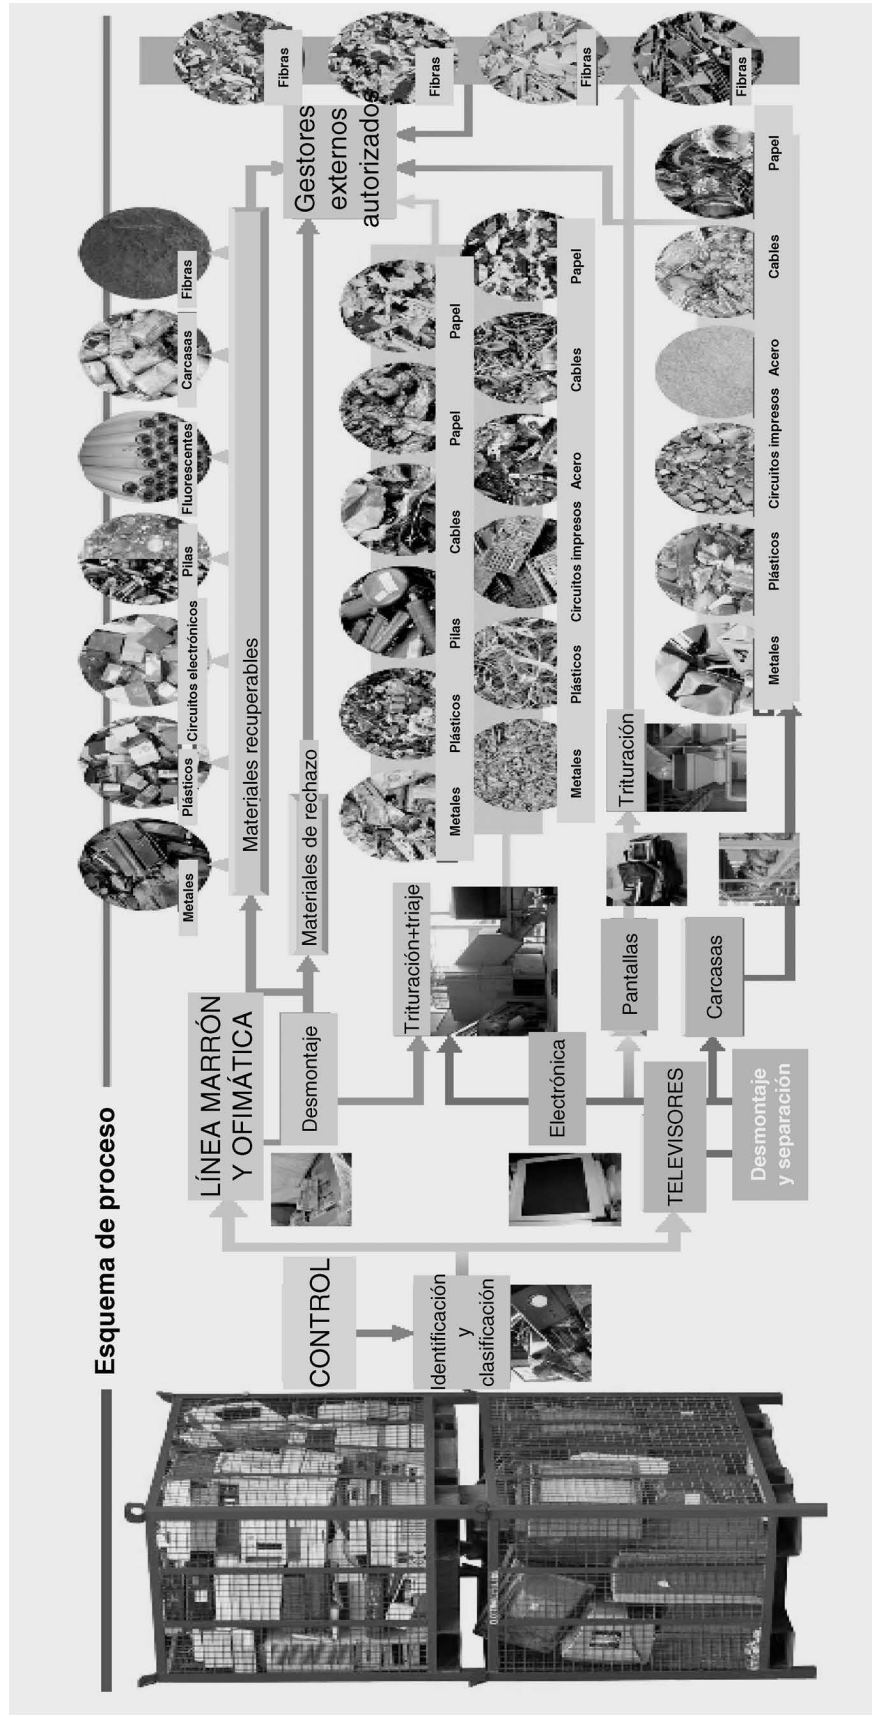 Esquema de proceso
CONTROL
Identificación
y
clasificación
LÍNEA MARRÓN
Y OFIMÁTICA
Desmontaje
Materiales recuperables
Metales
Plásticos
Circuitos electrónicos
Pilas
Fluorescentes
Carcasas
Fibras
Materiales de rechazo
Gestores
externos
autorizados
Trituración+triaje
Metales
Plásticos
Pilas
Cables
Papel
Papel
Metales
Plásticos
Circuitos impresos
Acero
Cables
Papel
Electrónica
TELEVISORES
Desmontaje
y separación
Pantallas
Trituración
Carcasas
Metales
Plásticos
Circuitos impresos
Acero
Cables
Papel
Fibras
Fibras
Fibras
Fibras